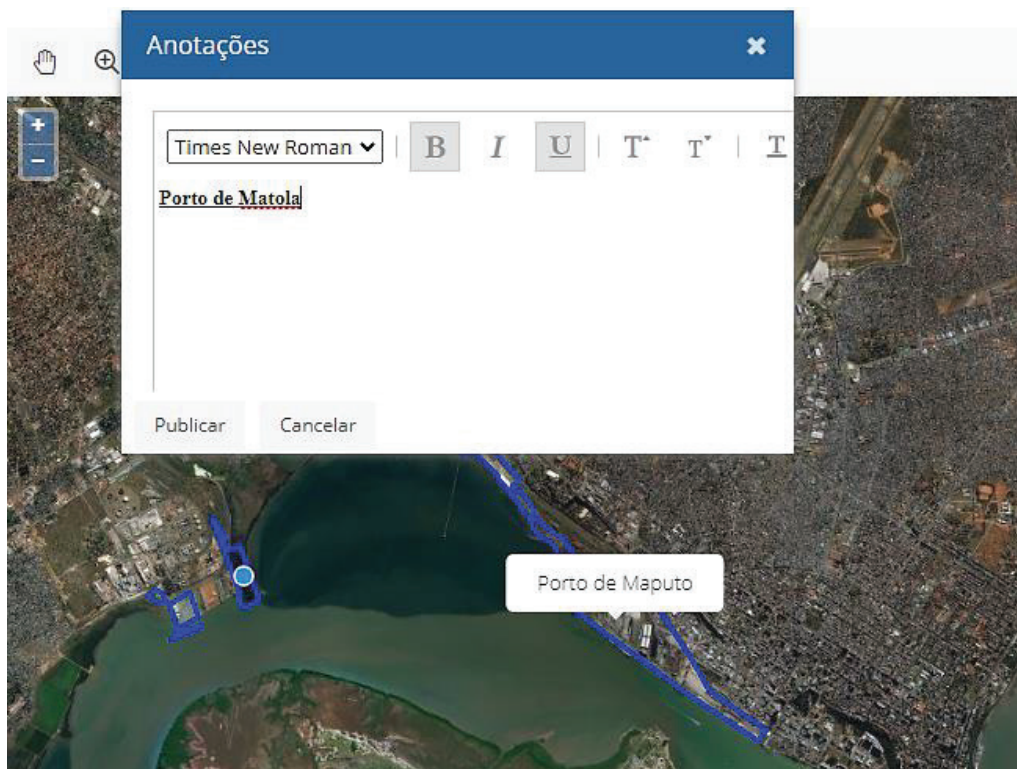 Anotações
Times New Roman
B I U T T T
Porto de Matola
Publicar Cancelar
Porto de Maputo